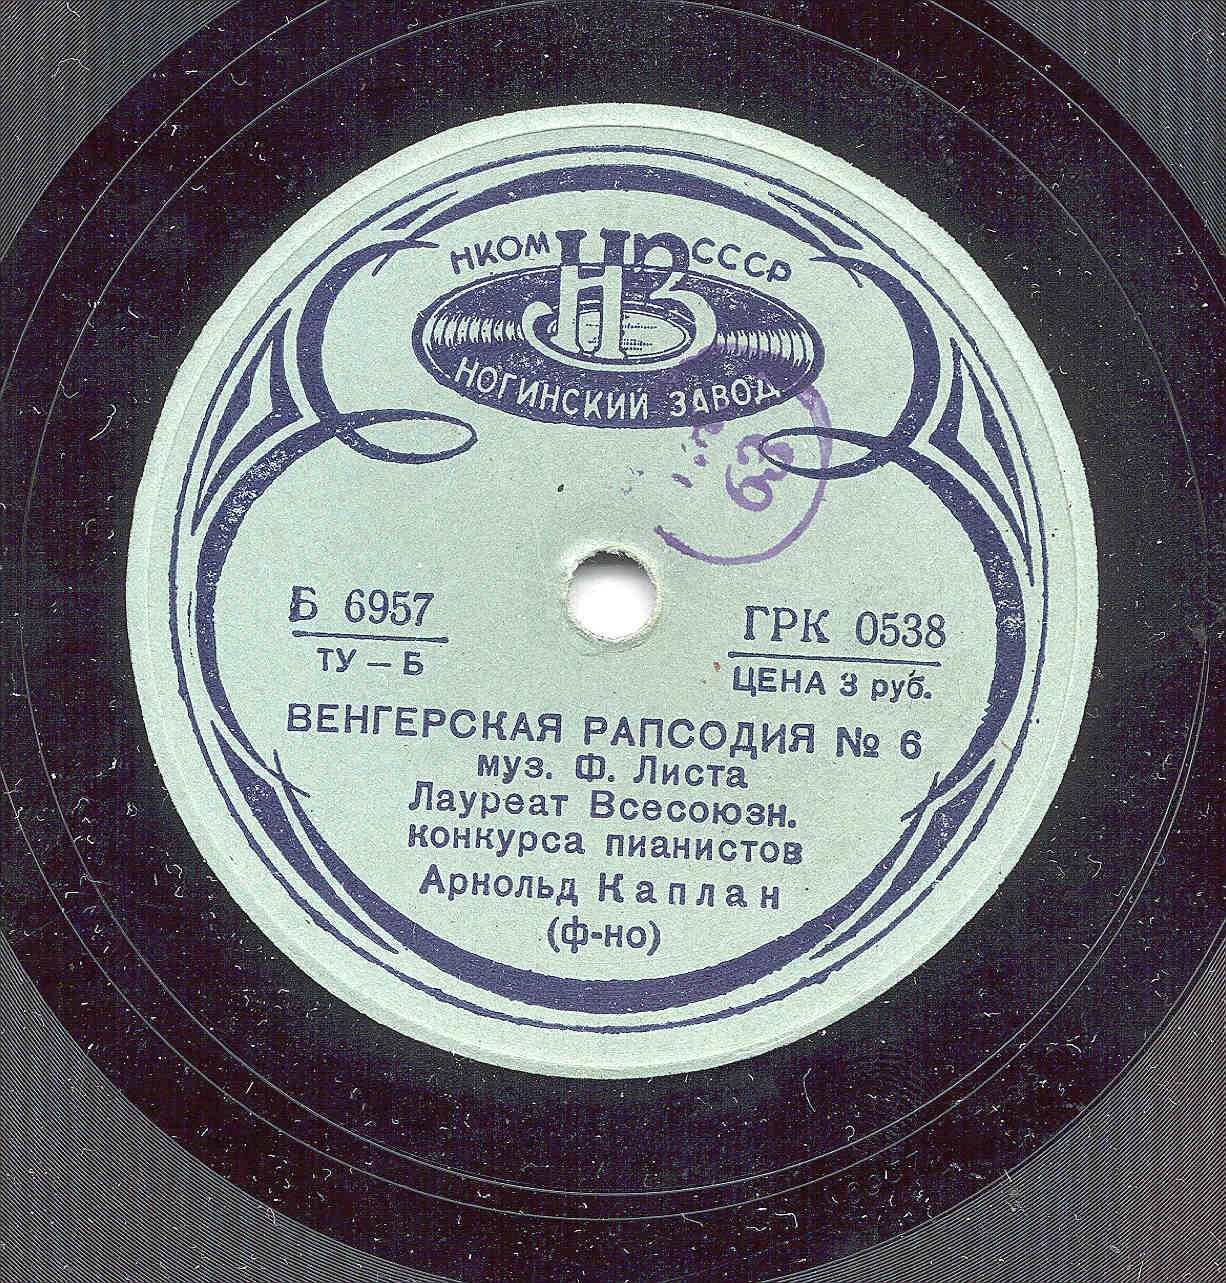 НКОМ НЗ СССР
НОГИНСКИЙ ЗАВОД
Б 6957
ТУ – Б
ГРК 0538
ЦЕНА 3 руб.
ВЕНГЕРСКАЯ РАПСОДИЯ № 6
муз. Ф. Листа
Лауреат Всесоюзн.
конкурса пианистов
Арнольд Каплан
(ф-но)